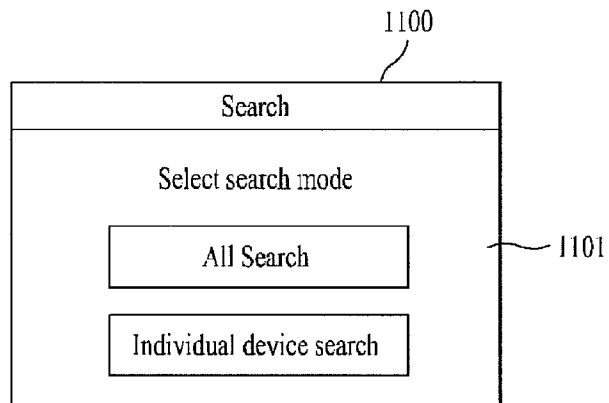 1100
Search
Select search mode
All Search
1101
Individual device search